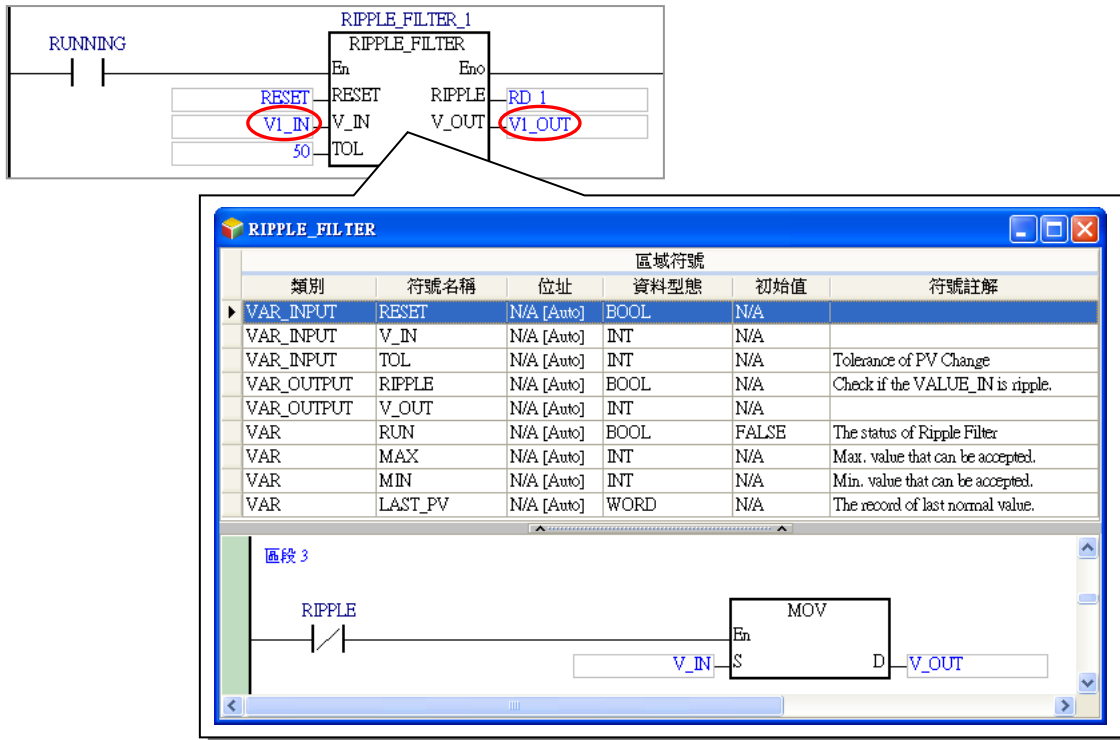 RIPPLE_FILTER_1
RUNNING
RIPPLE_FILTER
En Eno
RESET RESET RIPPLE RD_1
V1_IN V_IN V_OUT V1_OUT
50 TOL
RIPPLE_FILTER
區域符號
類別 符號名稱 位址 資料型態 初始值 符號註解
VAR_INPUT RESET N/A [Auto] BOOL N/A
VAR_INPUT V_IN N/A [Auto] INT N/A
VAR_INPUT TOL N/A [Auto] INT N/A Tolerance of PV Change
VAR_OUTPUT RIPPLE N/A [Auto] BOOL N/A Check if the VALUE_IN is ripple.
VAR_OUTPUT V_OUT N/A [Auto] INT N/A
VAR RUN N/A [Auto] BOOL FALSE The status of Ripple Filter
VAR MAX N/A [Auto] INT N/A Max. value that can be accepted.
VAR MIN N/A [Auto] INT N/A Min. value that can be accepted.
VAR LAST_PV N/A [Auto] WORD N/A The record of last normal value.
區段 3
RIPPLE MOV
En
V_IN S D V_OUT